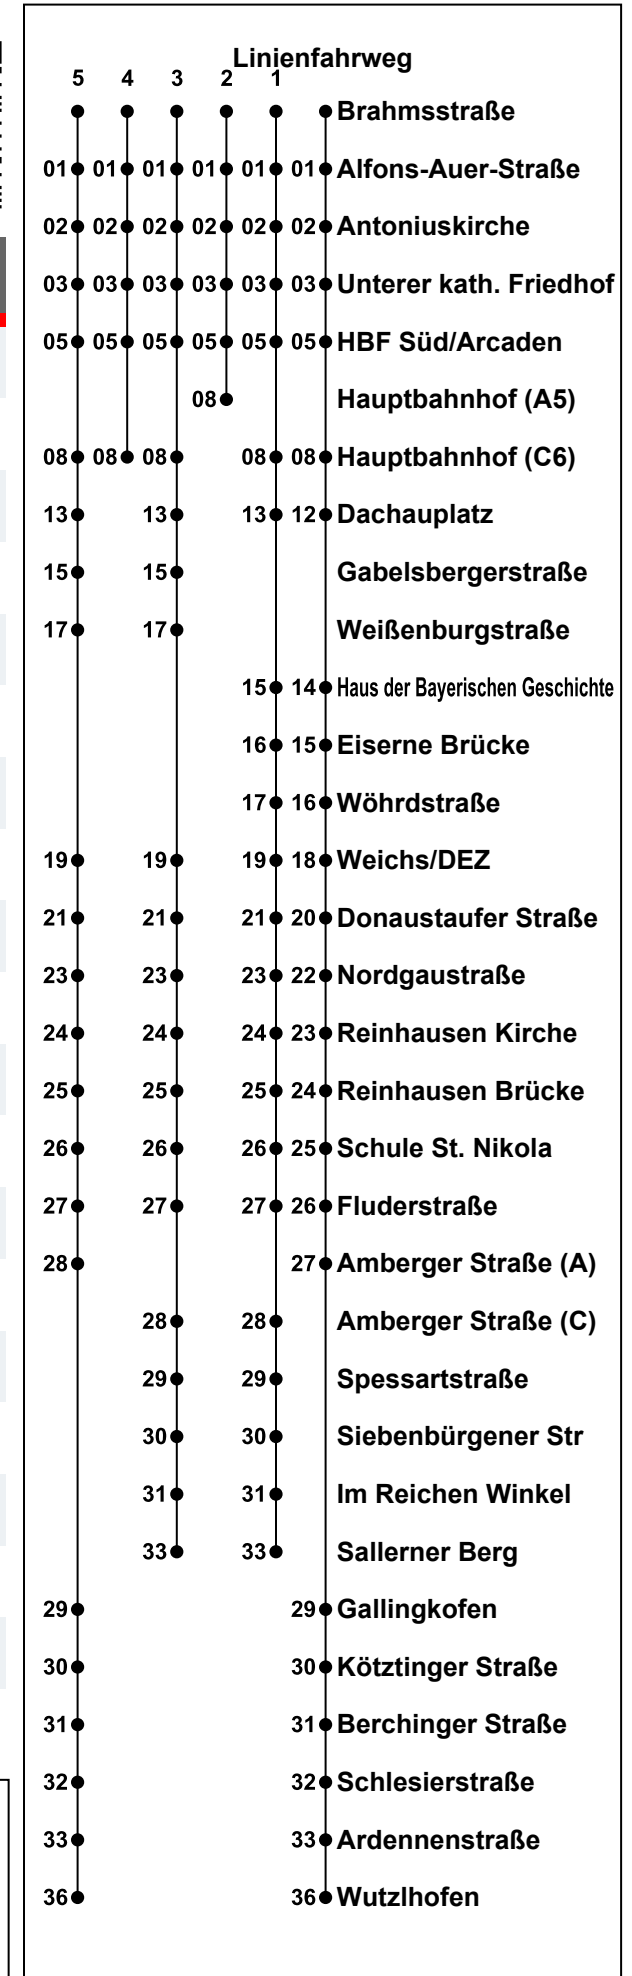 Linienfahrweg
5 4 3 2 1
Brahmsstraße
01 01 01 01 01 01 Alfons-Auer-Straße
02 02 02 02 02 02 Antoniuskirche
03 03 03 03 03 03 Unterer kath. Friedhof
05 05 05 05 05 05 HBF Süd/Arcaden
08 Hauptbahnhof (A5)
08 08 08 08 08 Hauptbahnhof (C6)
13 13 13 12 Dachauplatz
15 15 Gabelsbergerstraße
17 17 Weißenburgstraße
15 14 Haus der Bayerischen Geschichte
16 15 Eiserne Brücke
17 16 Wöhrdstraße
19 19 19 18 Weichs/DEZ
21 21 21 20 Donaustaufer Straße
23 23 23 22 Nordgaustraße
24 24 24 23 Reinhausen Kirche
25 25 25 24 Reinhausen Brücke
26 26 26 25 Schule St. Nikola
27 27 27 26 Fluderstraße
28 27 Amberger Straße (A)
28 28 Amberger Straße (C)
29 29 Spessartstraße
30 30 Siebenbürgener Str
31 31 Im Reichen Winkel
33 33 Sallerner Berg
29 29 Gallingkofen
30 30 Kötztinger Straße
31 31 Berchinger Straße
32 32 Schlesierstraße
33 33 Ardennenstraße
36 36 Wutzlhofen